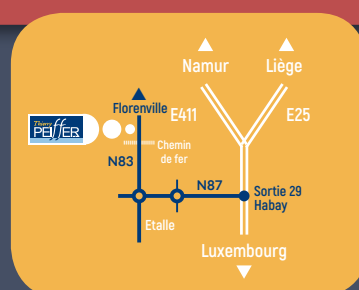 Namur
Liège
Florenville
E411
E25
Thierry
PEIFFER
Chemin
de fer
N83
N87
Sortie 29
Habay
Etalle
Luxembourg